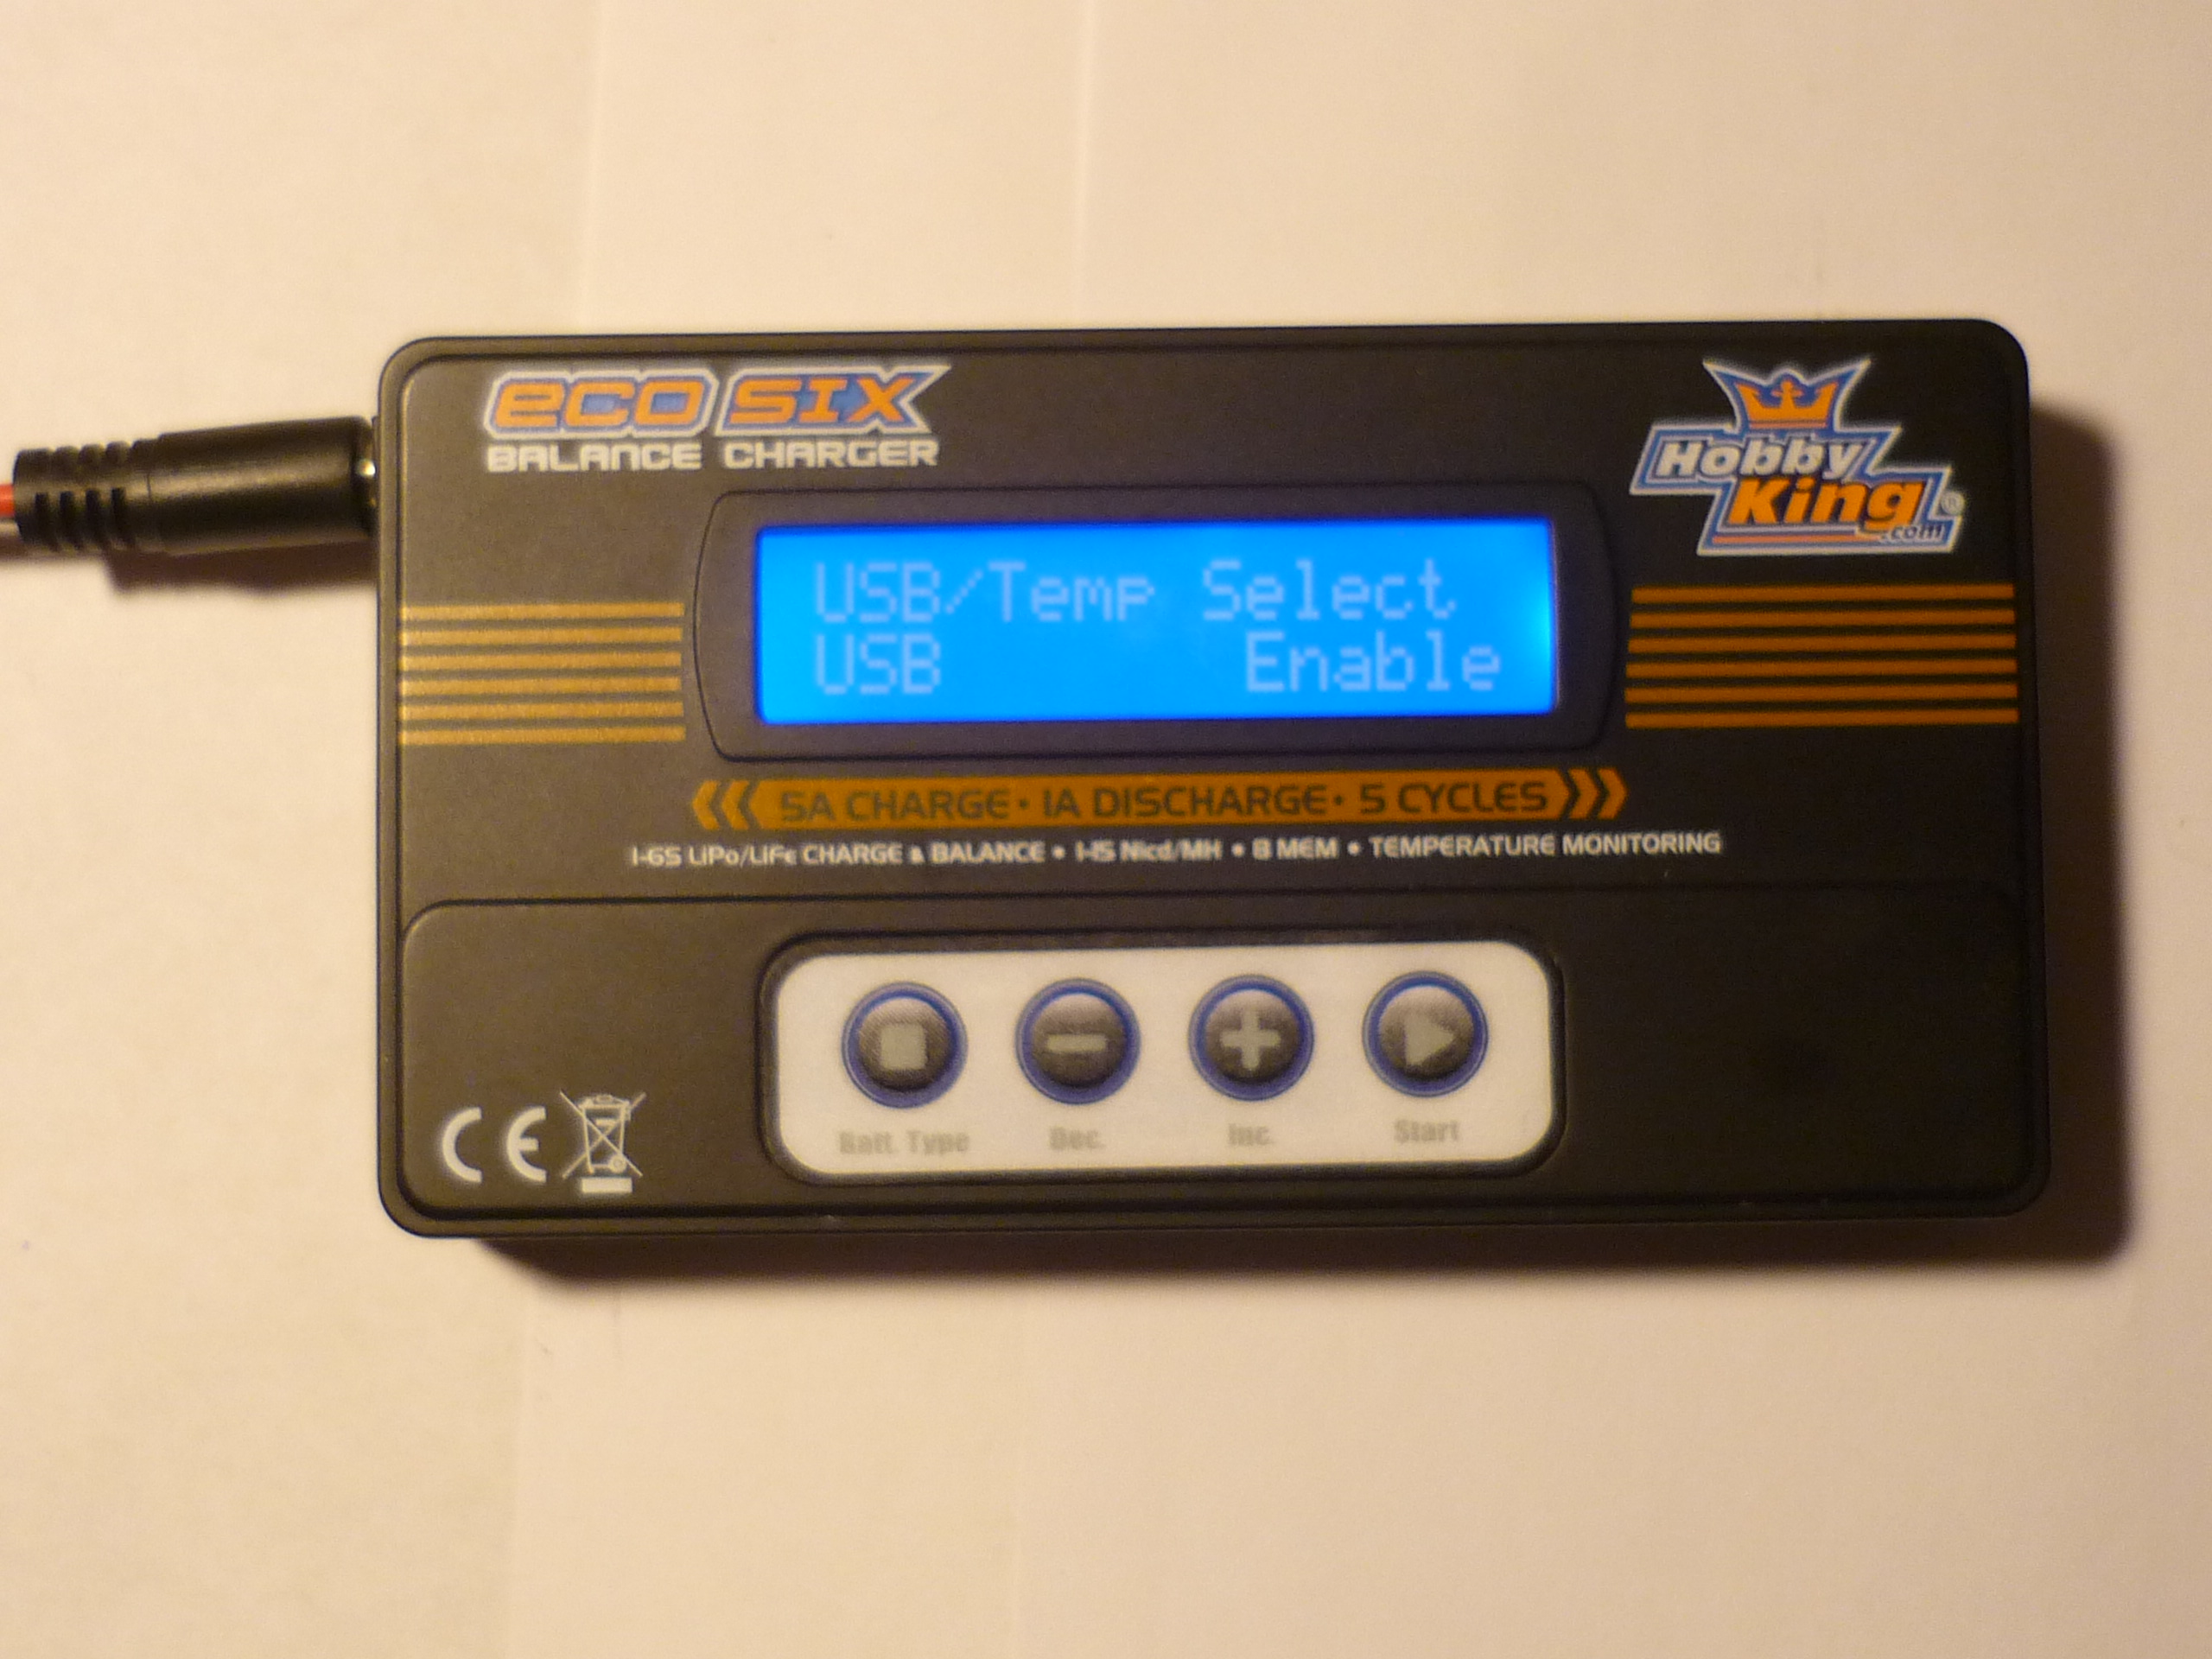 eco SIX
BALANCE CHARGER
Hobby
King®
.com
USB/Temp Select
USB Enable
5A CHARGE • 1A DISCHARGE • 5 CYCLES
1-6S LiPo/LiFe CHARGE & BALANCE • 1-15 Nicd/MH • 8 MEM • TEMPERATURE MONITORING
Batt. Type Dec. Inc. Start
CE